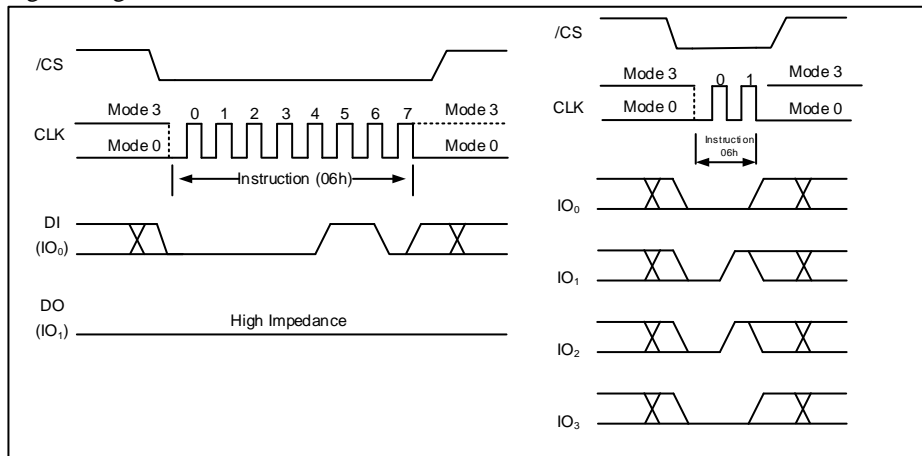 /CS
Mode 3 0 1 2 3 4 5 6 7 Mode 3
CLK
Mode 0 Mode 0
Instruction (06h)
DI
(IO0)
DO
(IO1)
High Impedance
/CS
Mode 3 0 1 Mode 3
CLK
Mode 0 Mode 0
Instruction
06h
IO0
IO1
IO2
IO3